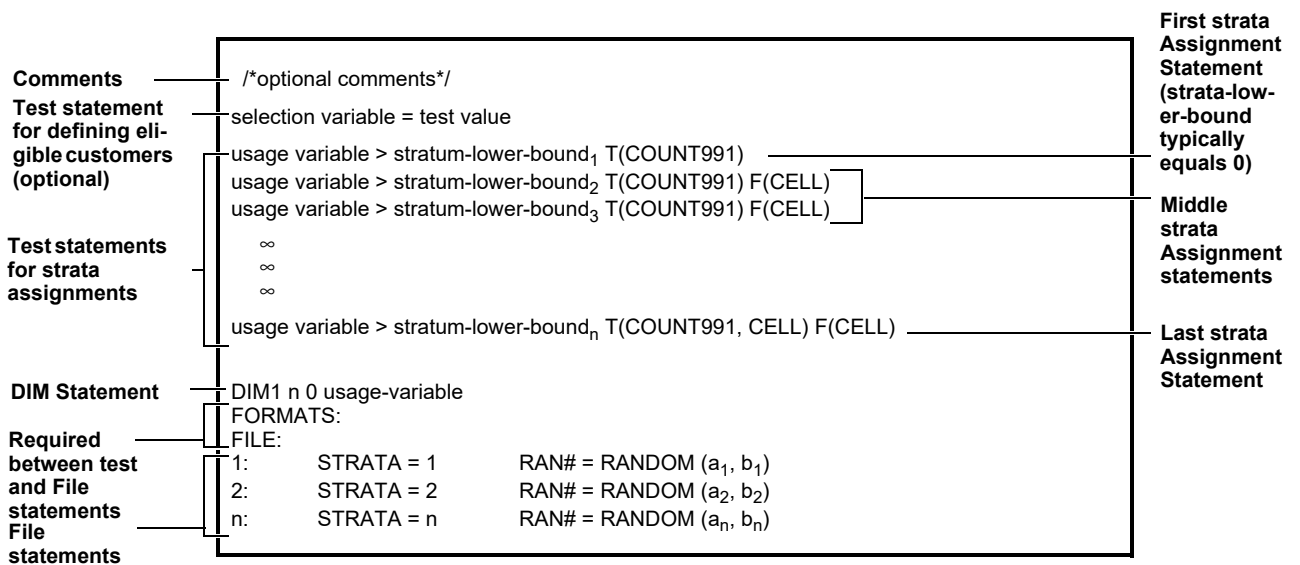 First strata
Assignment
Statement
(strata-low-
er-bound
typically
equals 0)
Comments
/*optional comments*/
Test statement
for defining eli-
gible customers
(optional)
selection variable = test value
usage variable > stratum-lower-bound1 T(COUNT991)
usage variable > stratum-lower-bound2 T(COUNT991) F(CELL)
usage variable > stratum-lower-bound3 T(COUNT991) F(CELL)
Middle
strata
Assignment
statements
Test statements
for strata
assignments
∞
∞
∞
usage variable > stratum-lower-boundn T(COUNT991, CELL) F(CELL)
Last strata
Assignment
Statement
DIM Statement
DIM1 n 0 usage-variable
FORMATS:
FILE:
Required
between test
and File
statements
File
statements
1: STRATA = 1 RAN# = RANDOM (a1, b1)
2: STRATA = 2 RAN# = RANDOM (a2, b2)
n: STRATA = n RAN# = RANDOM (an, bn)